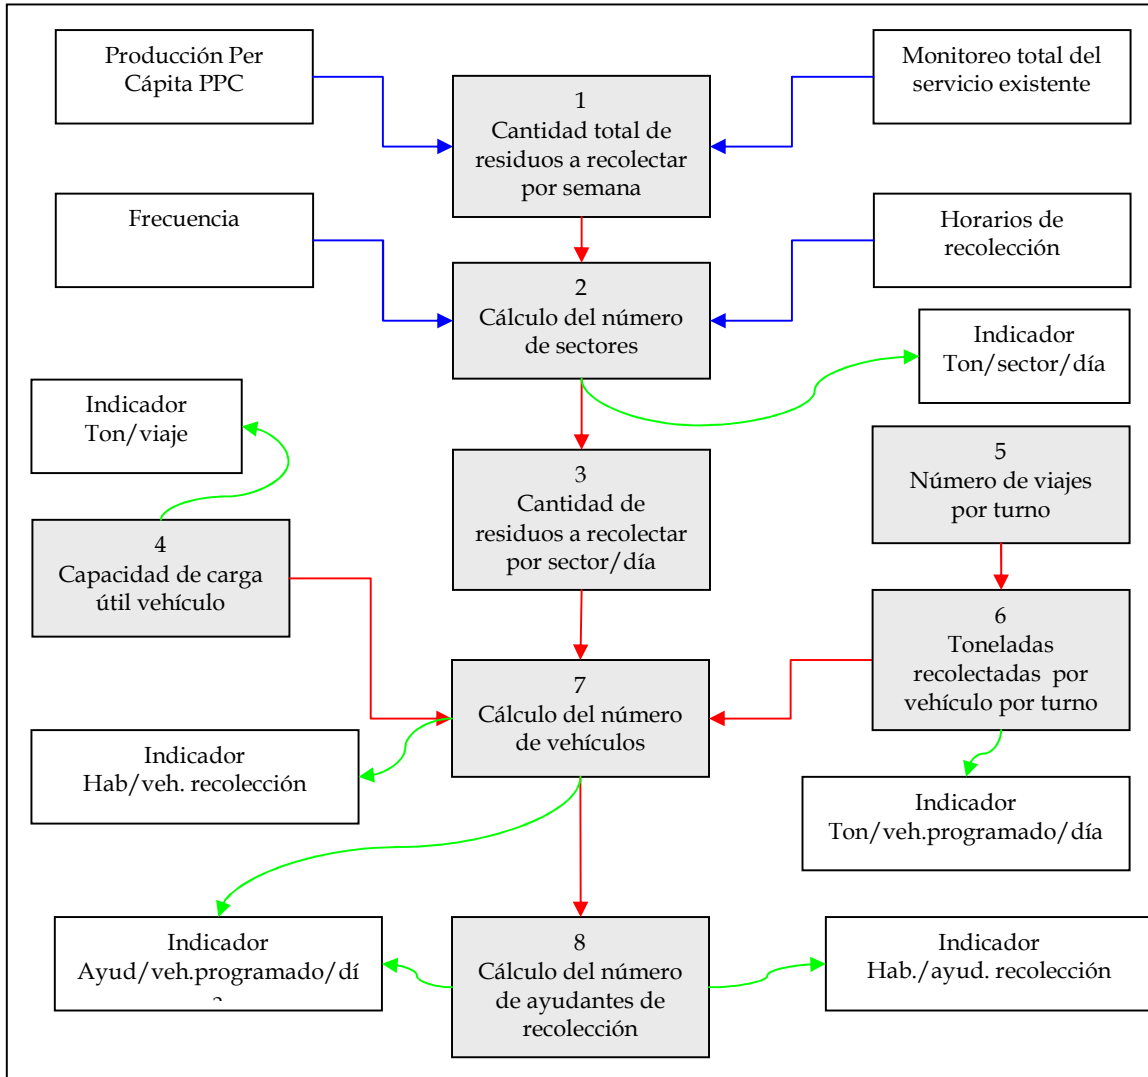 Producción Per
Cápita PPC
Monitoreo total del
servicio existente
1
Cantidad total de
residuos a recolectar
por semana
Frecuencia
Horarios de
recolección
2
Cálculo del número
de sectores
Indicador
Ton/sector/día
Indicador
Ton/viaje
3
Cantidad de
residuos a recolectar
por sector/día
5
Número de viajes
por turno
4
Capacidad de carga
útil vehículo
6
Toneladas
recolectadas por
vehículo por turno
7
Cálculo del número
de vehículos
Indicador
Hab/veh. recolección
Indicador
Ton/veh.programado/día
Indicador
Ayud/veh.programado/dí
8
Cálculo del número
de ayudantes de
recolección
Indicador
Hab./ayud. recolección